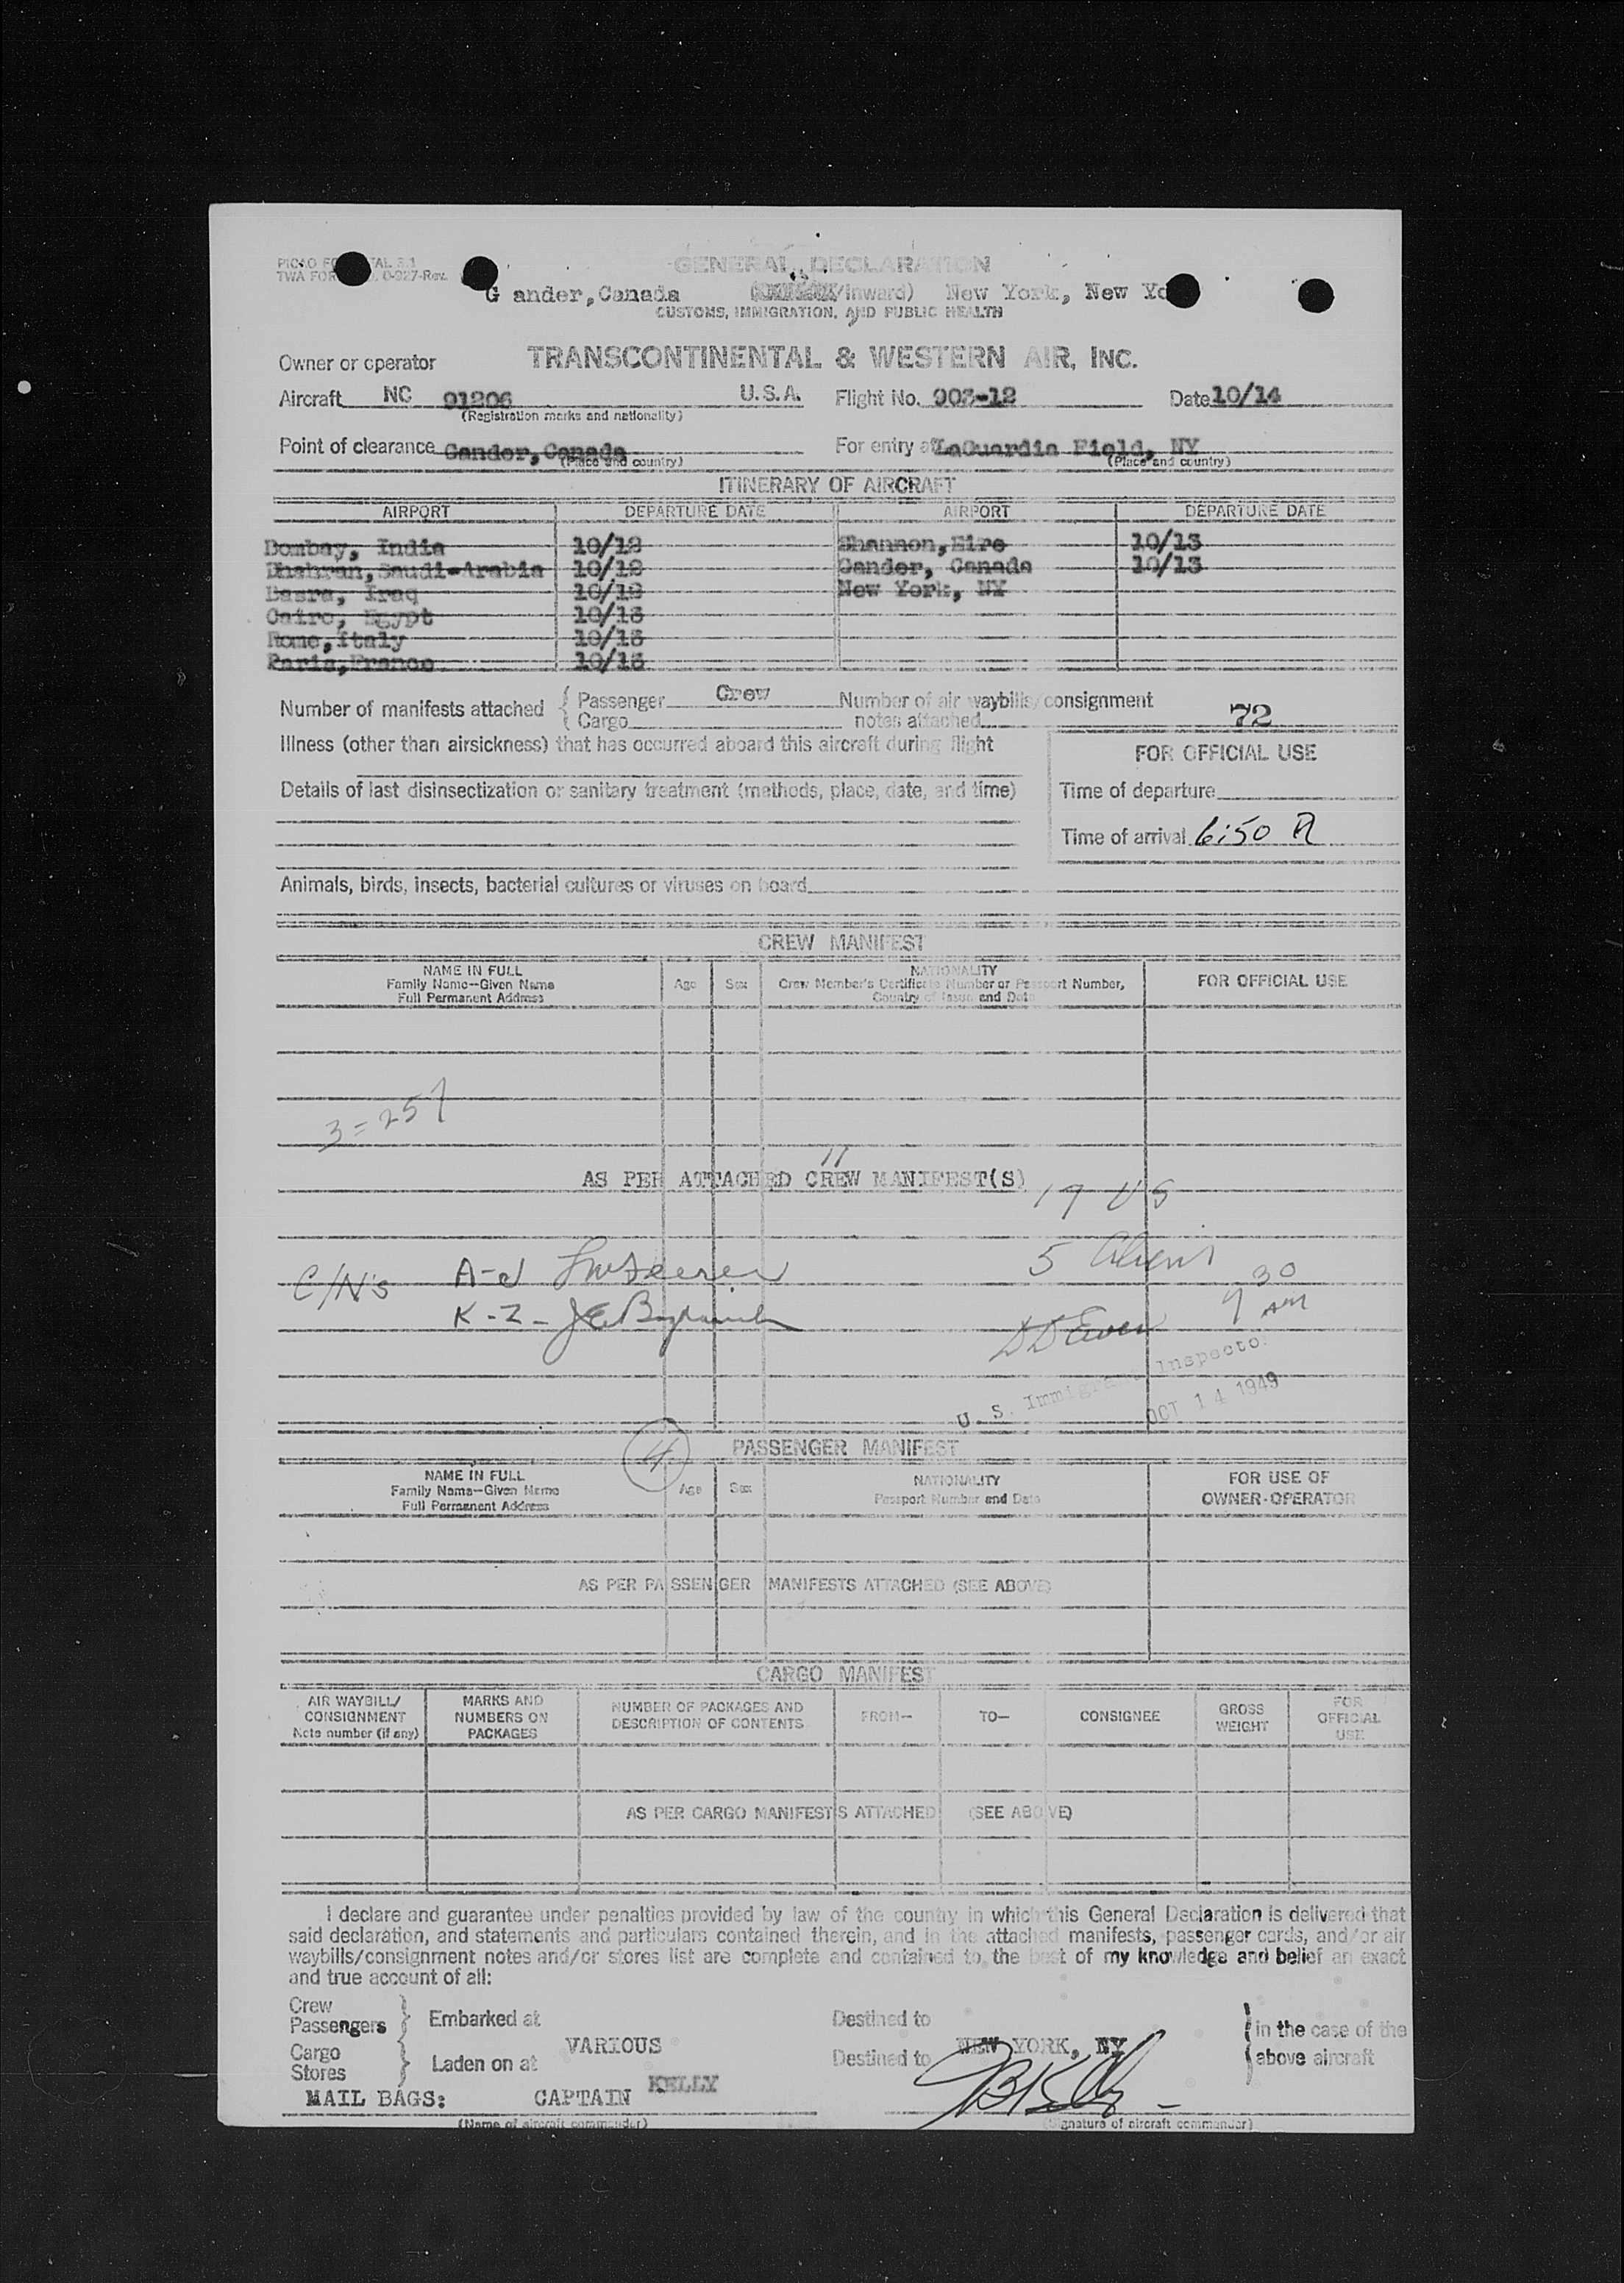 GENERAL DECLARATION
TWA FOR 0-927-Rev.
G ander,Canada /Inward) New York, New Yo
CUSTOMS, IMMIGRATION, AND PUBLIC HEALTH
Owner or operator TRANSCONTINENTAL & WESTERN AIR, INC.
Aircraft NC 91206 U.S.A. Flight No. 903-12 Date 10/14
(Registration marks and nationality)
Point of clearance Gander,Canada For entry at LaGuardia Field, NY
(Place and country) (Place and country)
ITINERARY OF AIRCRAFT
AIRPORT DEPARTURE DATE AIRPORT DEPARTURE DATE
Bombay, India 10/12 Shannon,Eire 10/13
Dhahran,Saudi-Arabia 10/12 Gander, Canada 10/13
Basra, Iraq 10/12 New York, NY
Cairo, Egypt 10/13
Rome,Italy 10/13
Paris,France 10/13
Number of manifests attached { Passenger Crew Number of air waybills/consignment
Cargo notes attached 72
Illness (other than airsickness) that has occurred aboard this aircraft during flight
FOR OFFICIAL USE
Details of last disinsectization or sanitary treatment (methods, place, date, and time) Time of departure
Time of arrival 6:50 A
Animals, birds, insects, bacterial cultures or viruses on board
CREW MANIFEST
NAME IN FULL Age Sex NATIONALITY FOR OFFICIAL USE
Family Name—Given Name Crew Member's Certificate Number or Passport Number,
Full Permanent Address Country of Issue and Date
3=257
11
AS PER ATTACHED CREW MANIFEST(S)
19 US
5 Aliens
C/N's A-J
K-Z-
9 30 AM
U. S. Immigra Inspecto
OCT 14 1949
4
PASSENGER MANIFEST
NAME IN FULL Age Sex NATIONALITY FOR USE OF
Family Name—Given Name Passport Number and Date OWNER-OPERATOR
Full Permanent Address
AS PER PASSENGER MANIFESTS ATTACHED (SEE ABOVE)
CARGO MANIFEST
AIR WAYBILL/ MARKS AND NUMBER OF PACKAGES AND FROM— TO— CONSIGNEE GROSS FOR
CONSIGNMENT NUMBERS ON DESCRIPTION OF CONTENTS WEIGHT OFFICIAL
Note number (if any) PACKAGES USE
AS PER CARGO MANIFESTS ATTACHED (SEE ABOVE)
I declare and guarantee under penalties provided by law of the country in which this General Declaration is delivered that
said declaration, and statements and particulars contained therein, and in the attached manifests, passenger cards, and/or air
waybills/consignment notes and/or stores list are complete and contained to the best of my knowledge and belief an exact
and true account of all:
Crew
Passengers } Embarked at Destined to } in the case of the
VARIOUS NEW YORK, NY
Cargo
Stores } Laden on at Destined to above aircraft
MAIL BAGS: CAPTAIN KELLY
(Name of aircraft commander) (Signature of aircraft commander)